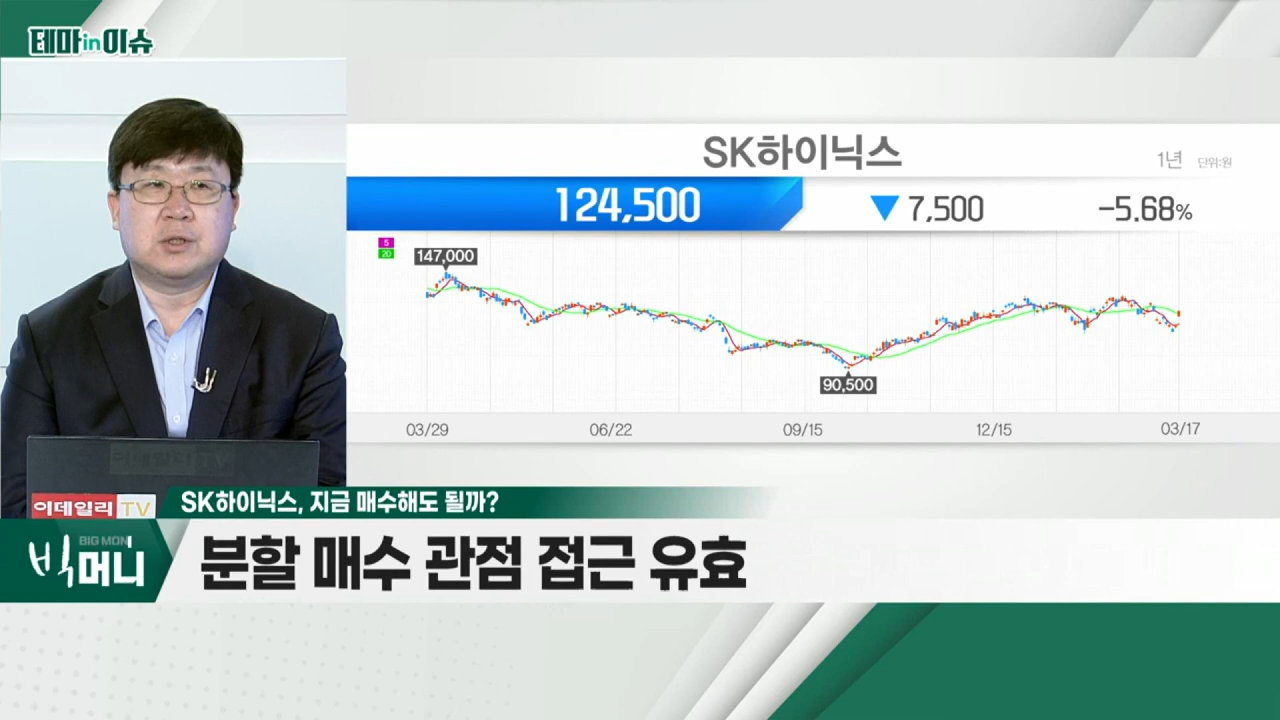 테마in이슈
SK하이닉스
1년 단위:원
124,500
▼ 7,500
-5.68%
5
20
147,000
90,500
03/29
06/22
09/15
12/15
03/17
이데일리 TV
SK하이닉스, 지금 매수해도 될까?
BIG MON
빅머니
분할 매수 관점 접근 유효